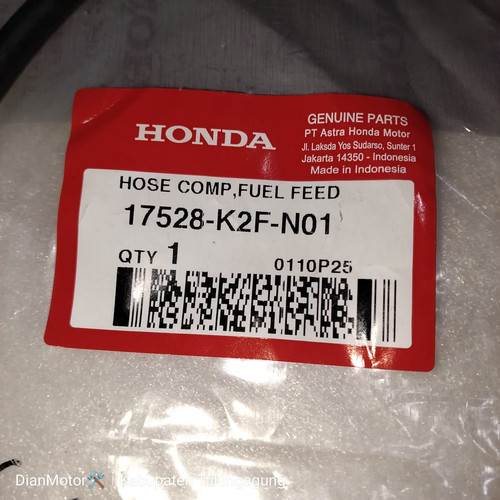 HONDA
GENUINE PARTS
PT Astra Honda Motor
Jl. Laksda Yos Sudarso, Sunter 1
Jakarta 14350 - Indonesia
Made in Indonesia
HOSE COMP,FUEL FEED
17528-K2F-N01
QTY 1
0110P25
DianMotor🛠️ | Kabupaten